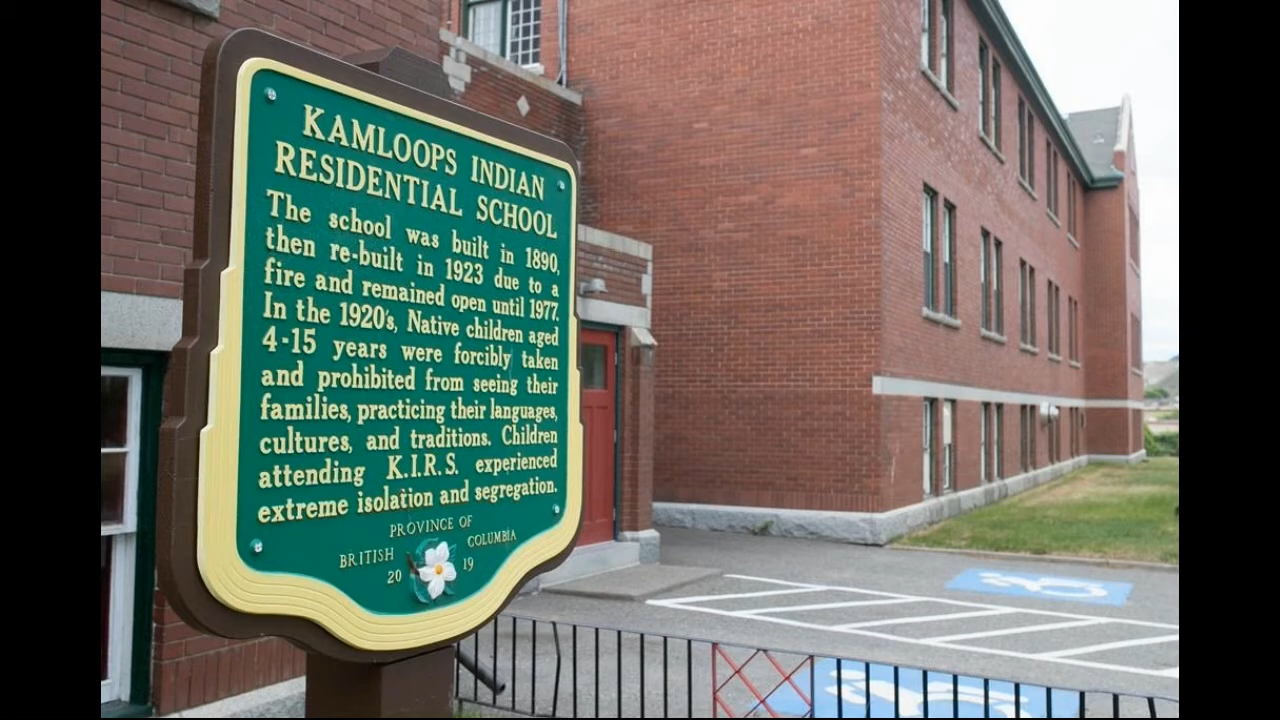 KAMLOOPS INDIAN
RESIDENTIAL SCHOOL
The school was built in 1890,
then re-built in 1923 due to a
fire and remained open until 1977.
In the 1920's, Native children aged
4-15 years were forcibly taken
and prohibited from seeing their
families, practicing their languages,
cultures, and traditions. Children
attending K.I.R.S. experienced
extreme isolation and segregation.
PROVINCE OF
BRITISH COLUMBIA
20 19